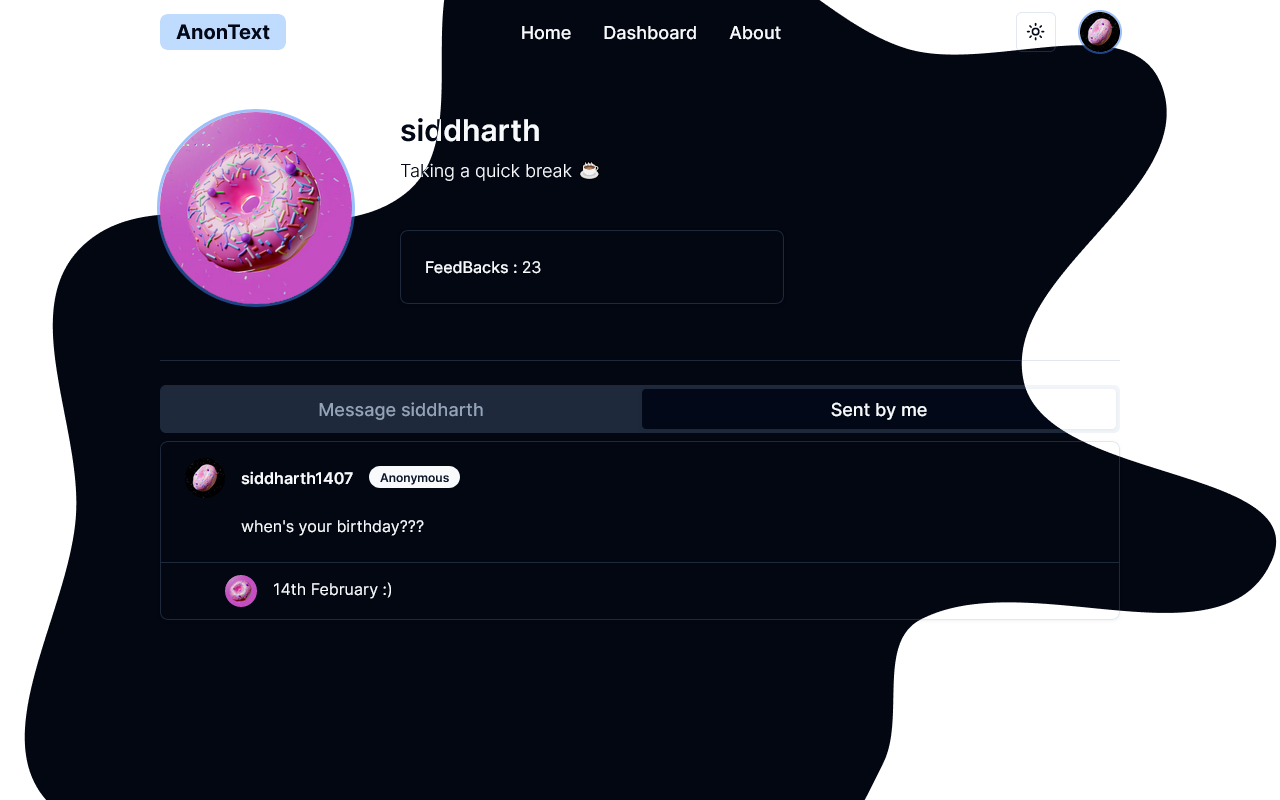 AnonText
Home Dashboard About
siddharth
Taking a quick break ☕
FeedBacks : 23
Message siddharth
Sent by me
siddharth1407 Anonymous
when's your birthday???
14th February :)